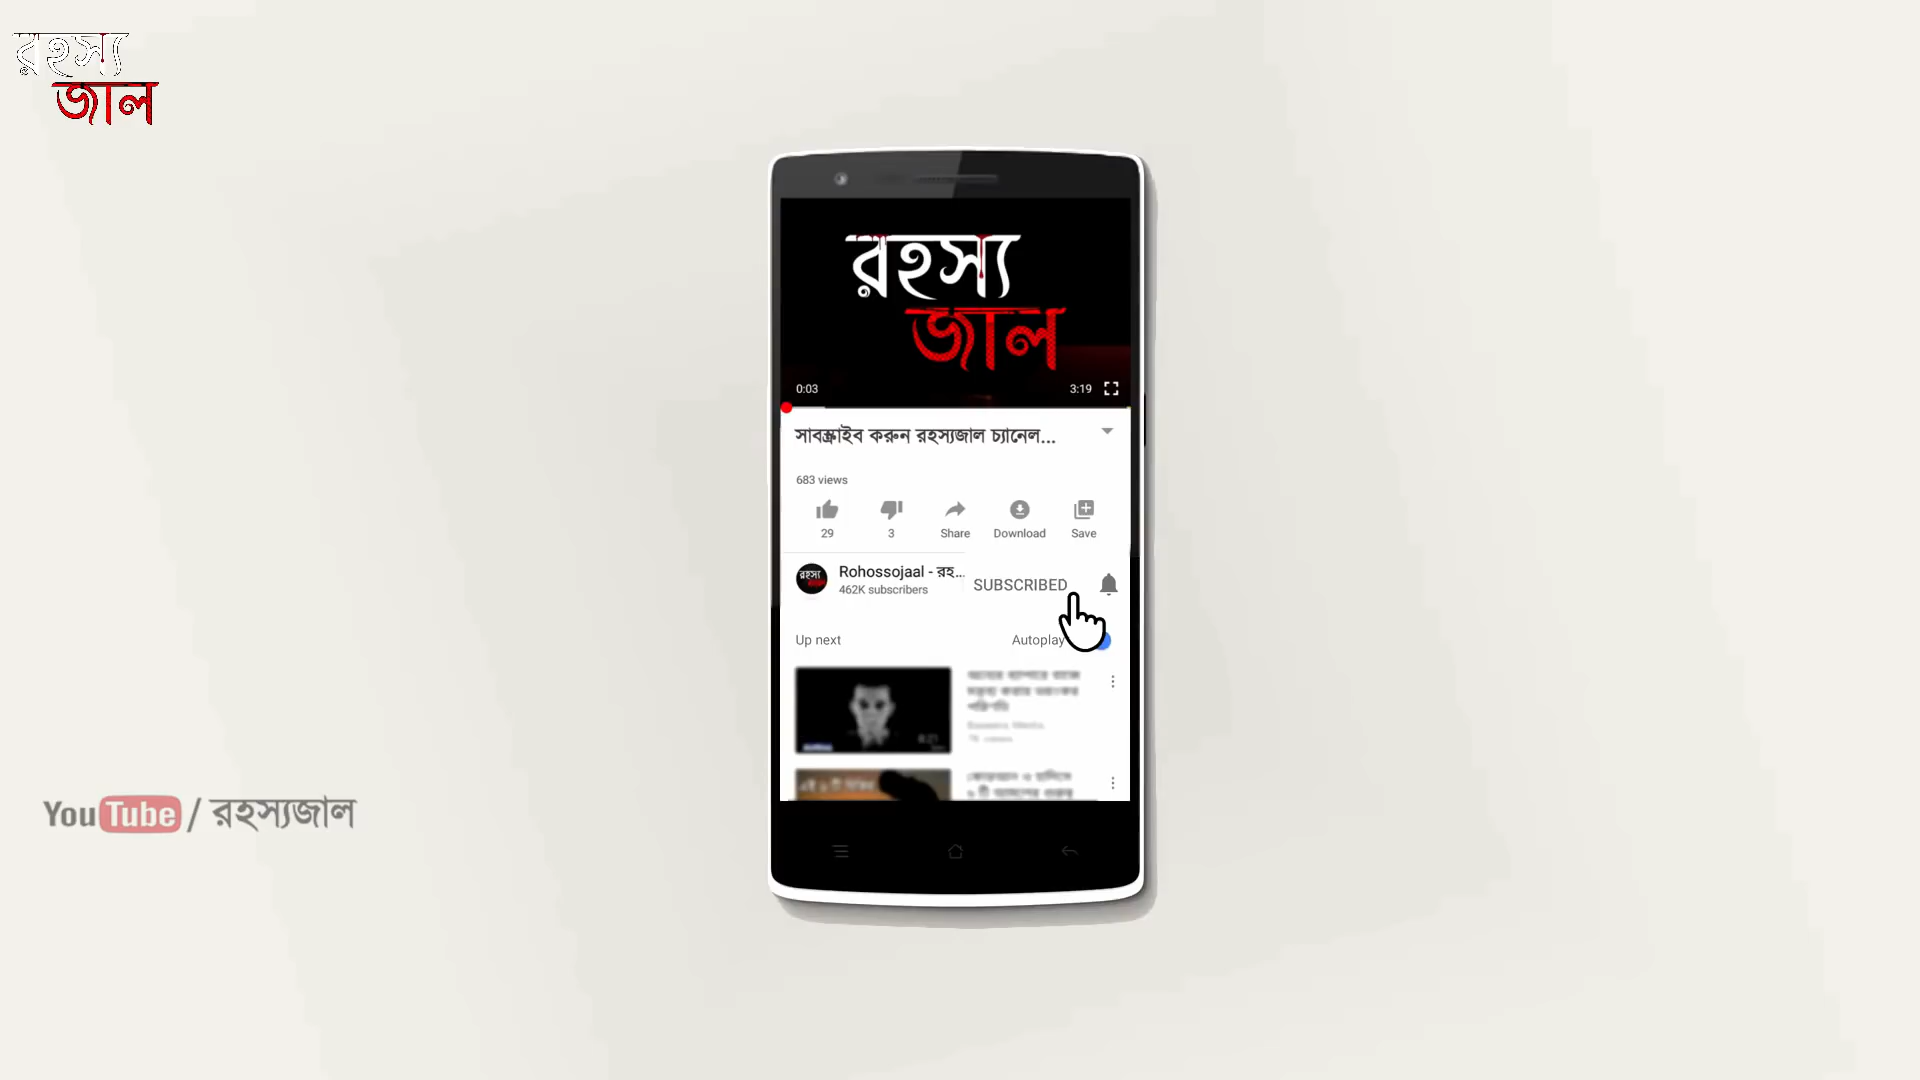 রহস্য
জাল
রহস্য
জাল
0:03
3:19
সাবস্ক্রাইব করুন রহস্যজাল চ্যানেল...
683 views
29
3
Share
Download
Save
রহস্য
Rohossojaal - রহ...
462K subscribers
SUBSCRIBED
Up next
Autoplay
YouTube / রহস্যজাল